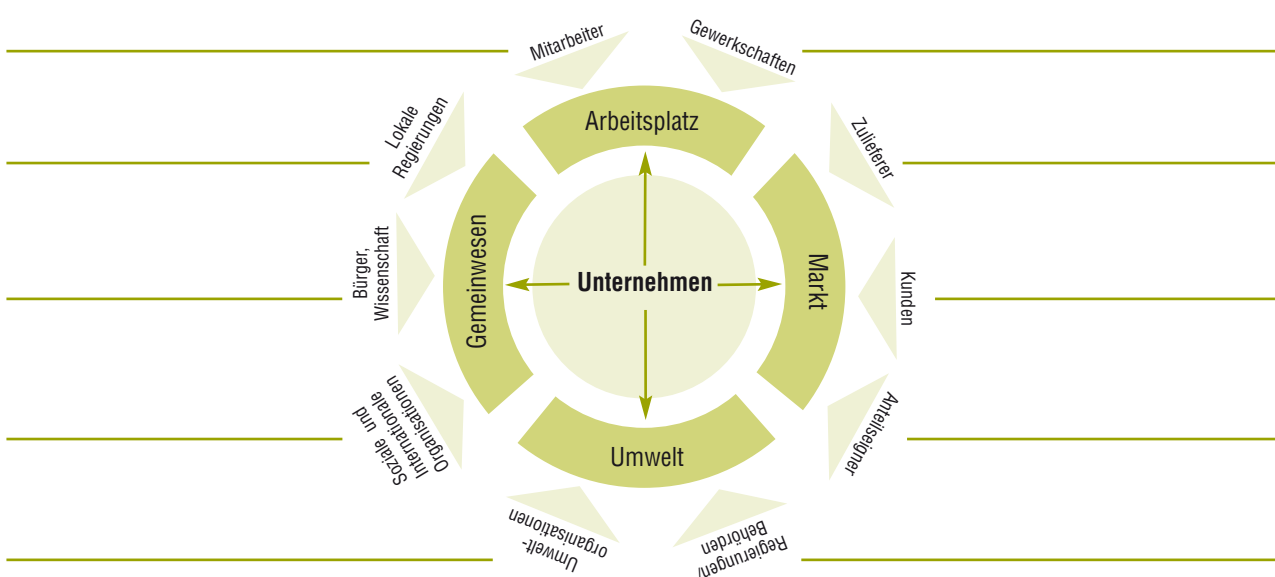 Mitarbeiter
Gewerkschaften
Lokale
Regierungen
Arbeitsplatz
Zulieferer
Bürger,
Wissenschaft
Gemeinwesen
Unternehmen
Markt
Kunden
Soziale und
Internationale
Organisationen
Umwelt
Anteilseigner
Umwelt-
organisationen
Regierungen/
Behörden